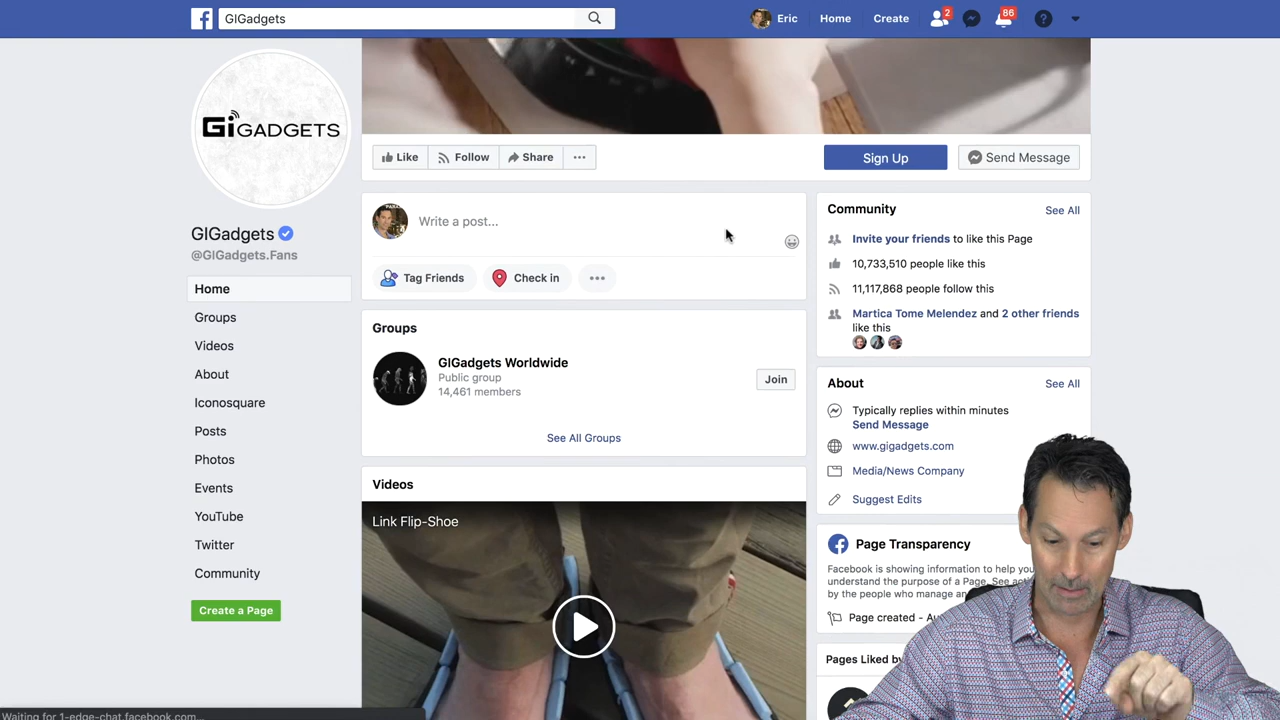 GIGadgets
Eric
Home
Create
2
86
GiGADGETS
Like
Follow
Share
Sign Up
Send Message
GIGadgets
@GIGadgets.Fans
Home
Groups
Videos
About
Iconosquare
Posts
Photos
Events
YouTube
Twitter
Community
Create a Page
Write a post...
Tag Friends
Check in
Groups
GIGadgets Worldwide
Public group
14,461 members
Join
See All Groups
Videos
Link Flip-Shoe
Community
See All
Invite your friends to like this Page
10,733,510 people like this
11,117,868 people follow this
Martica Tome Melendez and 2 other friends
like this
About
See All
Typically replies within minutes
Send Message
www.gigadgets.com
Media/News Company
Suggest Edits
Page Transparency
Facebook is showing information to help you
understand the purpose of a Page. See
by the people who manage
Page created -
Pages Liked by
Waiting for 1-edge-chat.facebook.com...